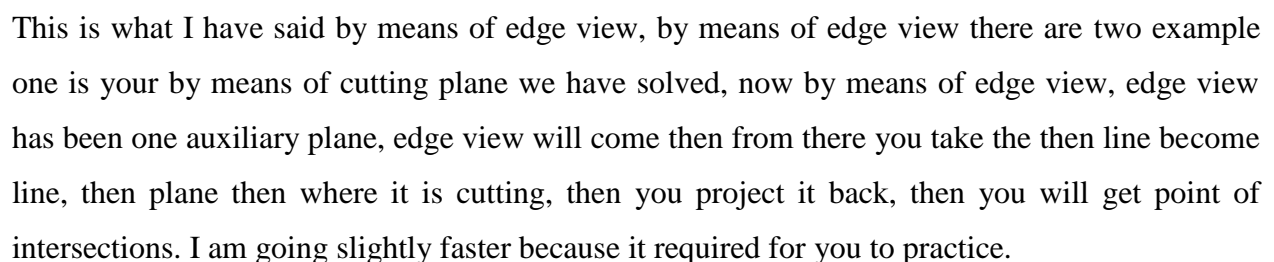 This is what I have said by means of edge view, by means of edge view there are two example
one is your by means of cutting plane we have solved, now by means of edge view, edge view
has been one auxiliary plane, edge view will come then from there you take the then line become
line, then plane then where it is cutting, then you project it back, then you will get point of
intersections. I am going slightly faster because it required for you to practice.